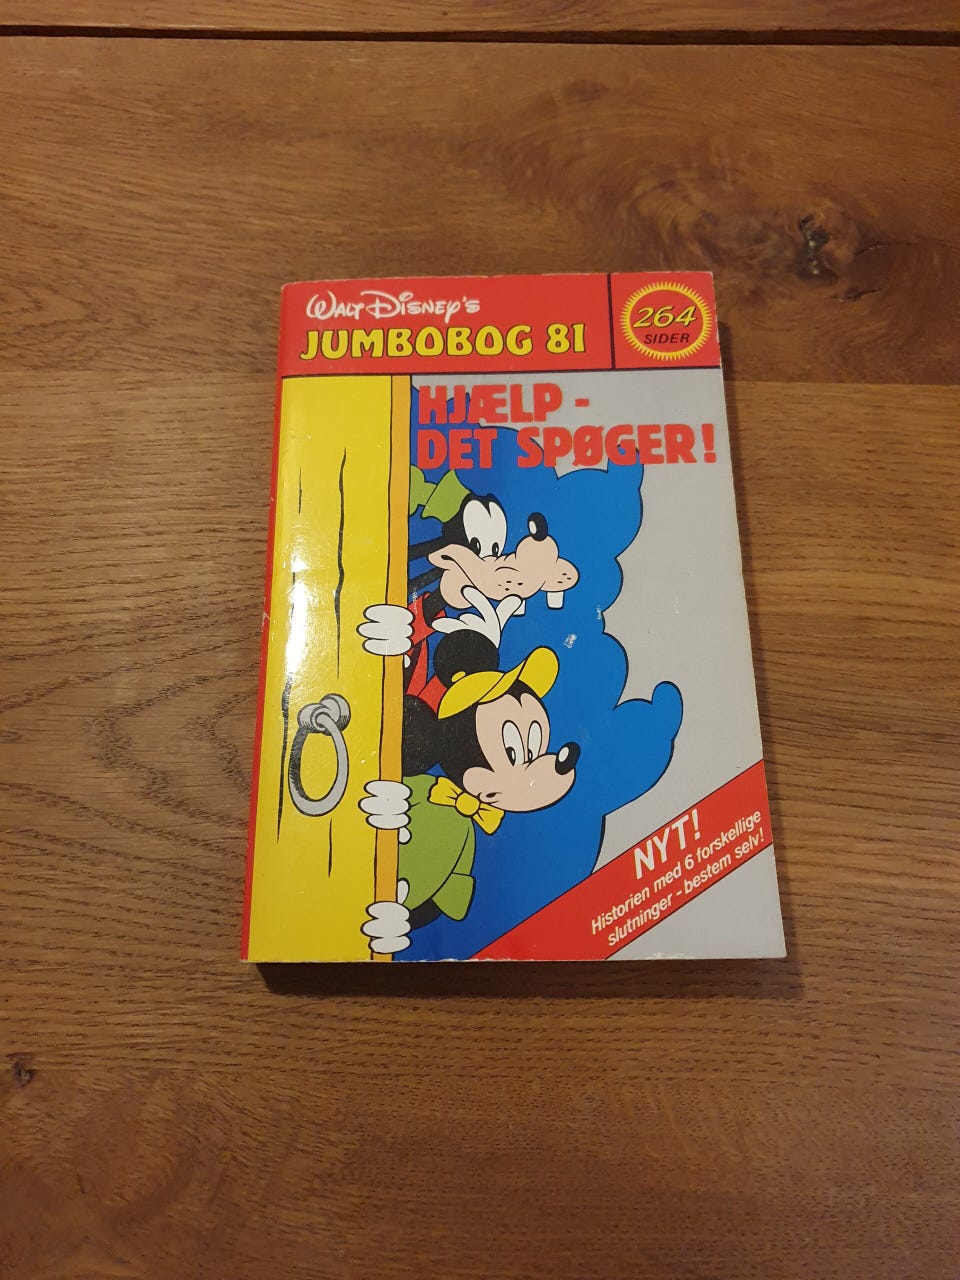 WALT DISNEY'S
JUMBOBOG 81
264
SIDER
HJÆLP -
DET SPØGER!
NYT!
Historien med 6 forskellige
slutninger - bestem selv!